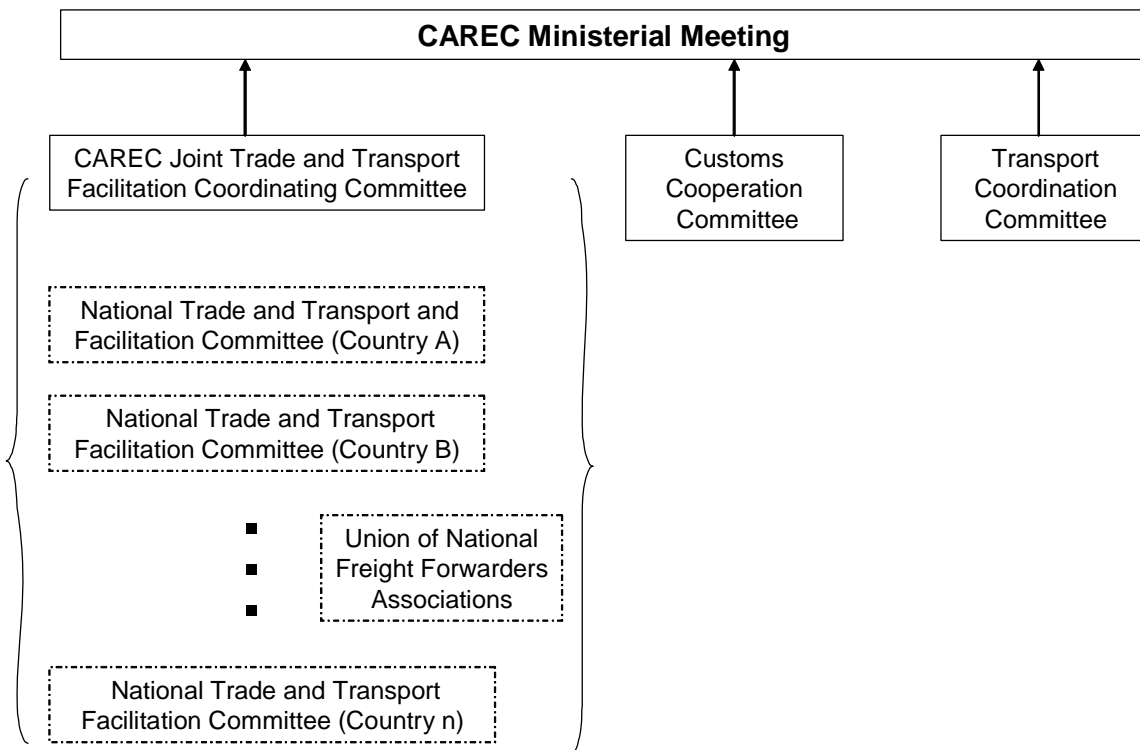 CAREC Ministerial Meeting
CAREC Joint Trade and Transport
Facilitation Coordinating Committee
Customs
Cooperation
Committee
Transport
Coordination
Committee
National Trade and Transport and
Facilitation Committee (Country A)
National Trade and Transport
Facilitation Committee (Country B)
Union of National
Freight Forwarders
Associations
National Trade and Transport
Facilitation Committee (Country n)